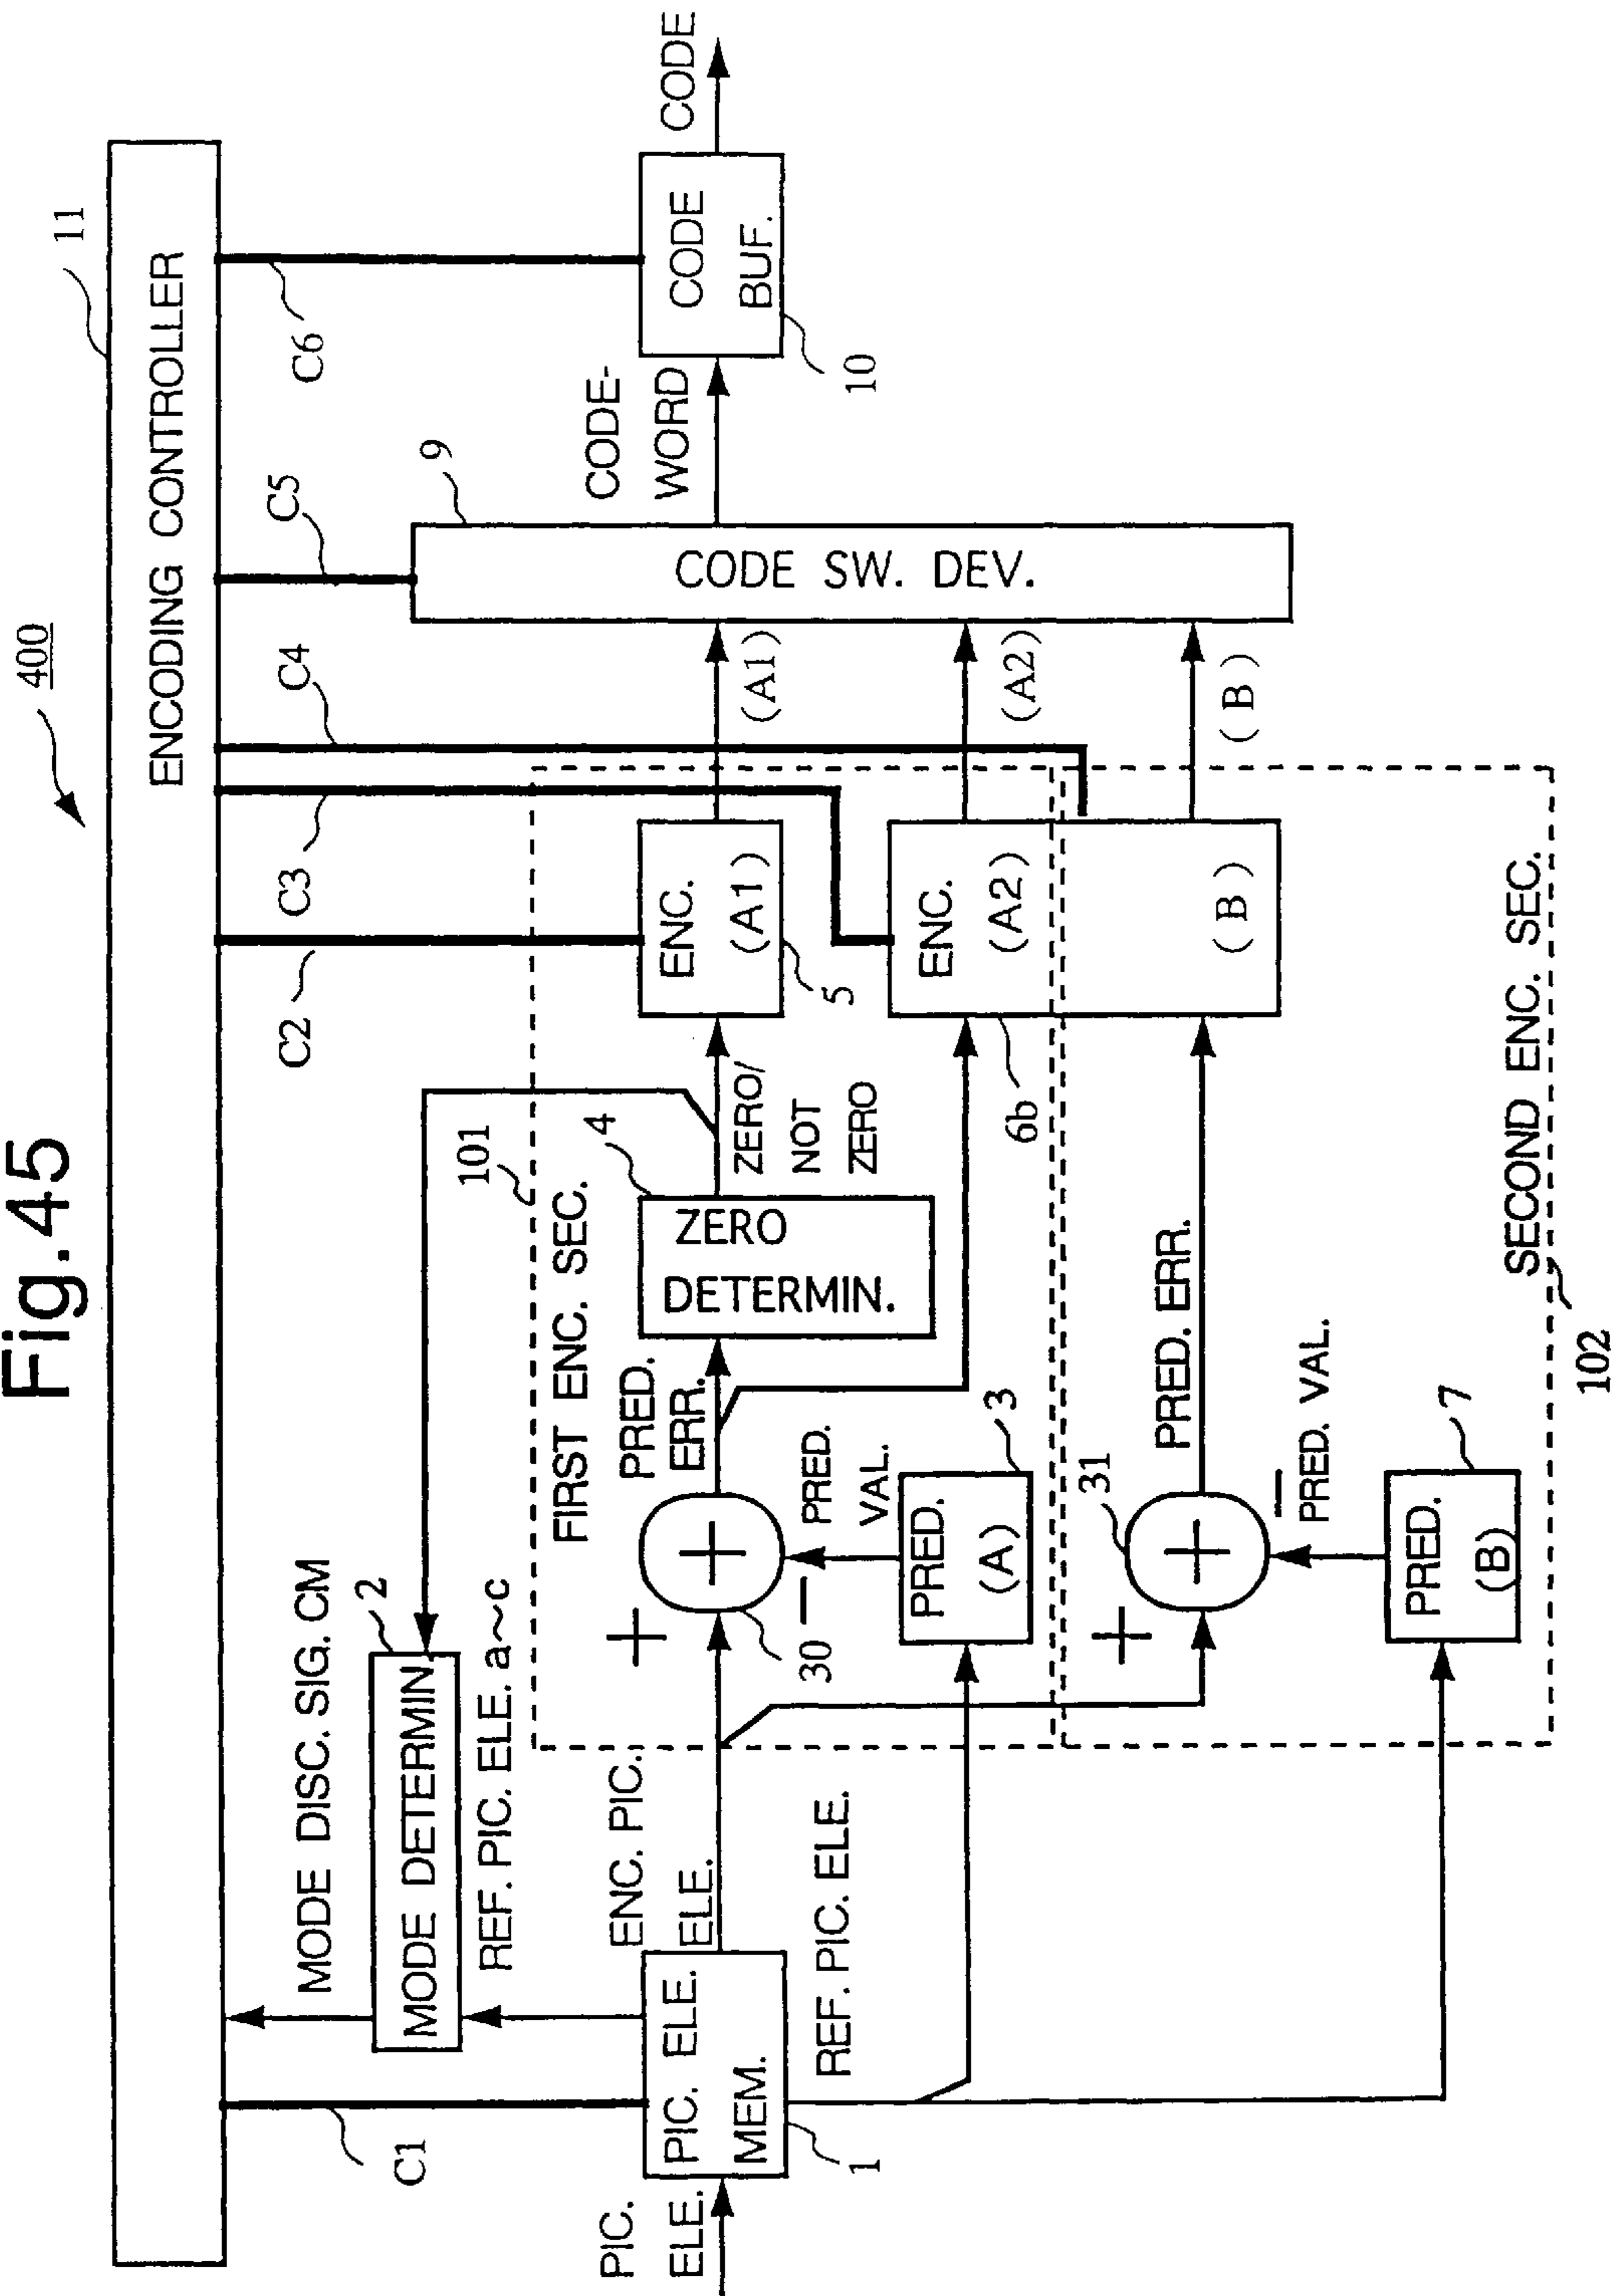 Fig.45
400
11
ENCODING CONTROLLER
C1
C2
C3
C4
C5
C6
MODE DISC. SIG. CM
2
MODE DETERMIN.
REF. PIC. ELE. a~c
PIC.
ELE.
PIC. ELE.
MEM.
1
ENC. PIC.
ELE.
REF. PIC. ELE.
101
FIRST ENC. SEC.
+
+
30
−
PRED.
VAL.
PRED.
(A)
3
PRED.
ERR.
4
ZERO
DETERMIN.
ZERO/
NOT
ZERO
ENC.
(A1)
5
ENC.
(A2)
6b
(B)
(A1)
(A2)
(B)
9
CODE SW. DEV.
CODE-
WORD
CODE
BUF.
10
CODE
+
+
31
−
PRED. VAL.
PRED.
(B)
7
PRED. ERR.
SECOND ENC. SEC.
102